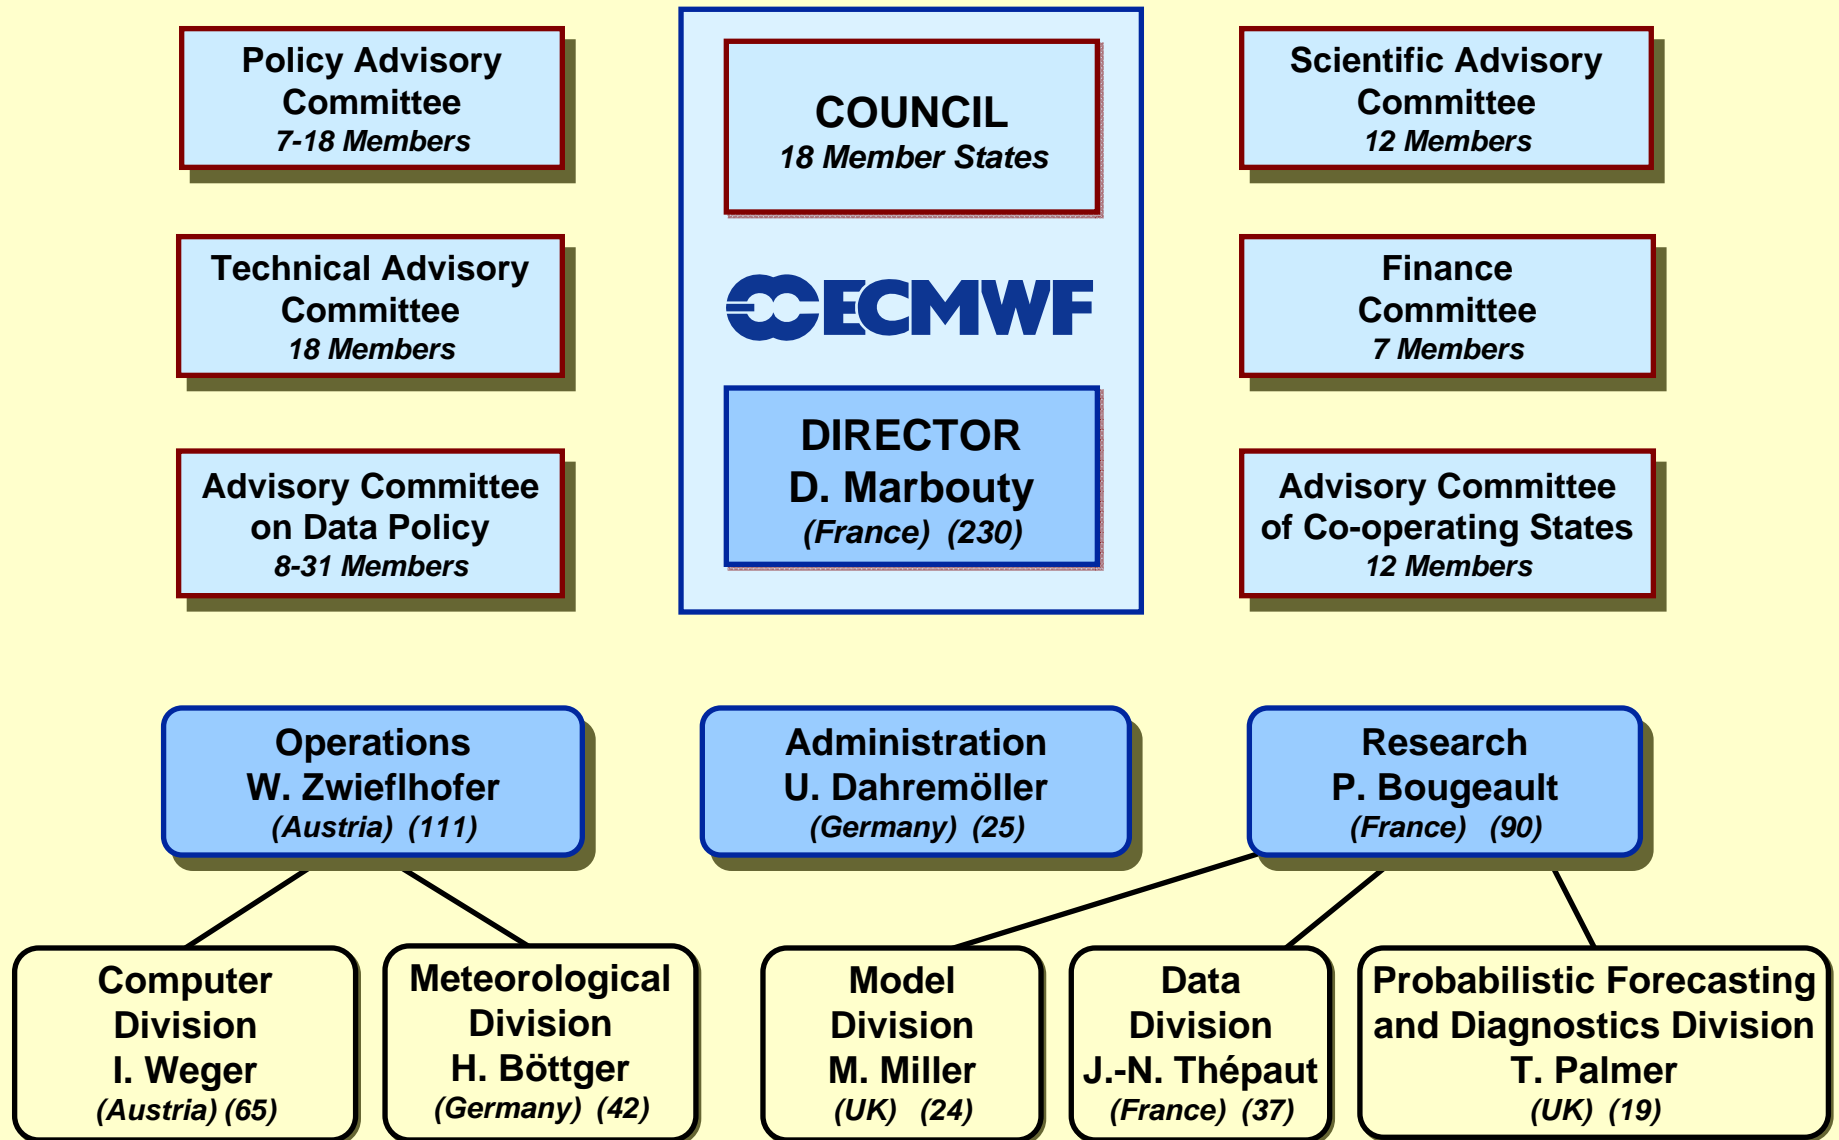 Policy Advisory
Committee
7-18 Members
COUNCIL
18 Member States
Scientific Advisory
Committee
12 Members
Technical Advisory
Committee
18 Members
ECMWF
Finance
Committee
7 Members
Advisory Committee
on Data Policy
8-31 Members
DIRECTOR
D. Marbouty
(France) (230)
Advisory Committee
of Co-operating States
12 Members
Operations
W. Zwieflhofer
(Austria) (111)
Administration
U. Dahremöller
(Germany) (25)
Research
P. Bougeault
(France) (90)
Computer
Division
I. Weger
(Austria) (65)
Meteorological
Division
H. Böttger
(Germany) (42)
Model
Division
M. Miller
(UK) (24)
Data
Division
J.-N. Thépaut
(France) (37)
Probabilistic Forecasting
and Diagnostics Division
T. Palmer
(UK) (19)